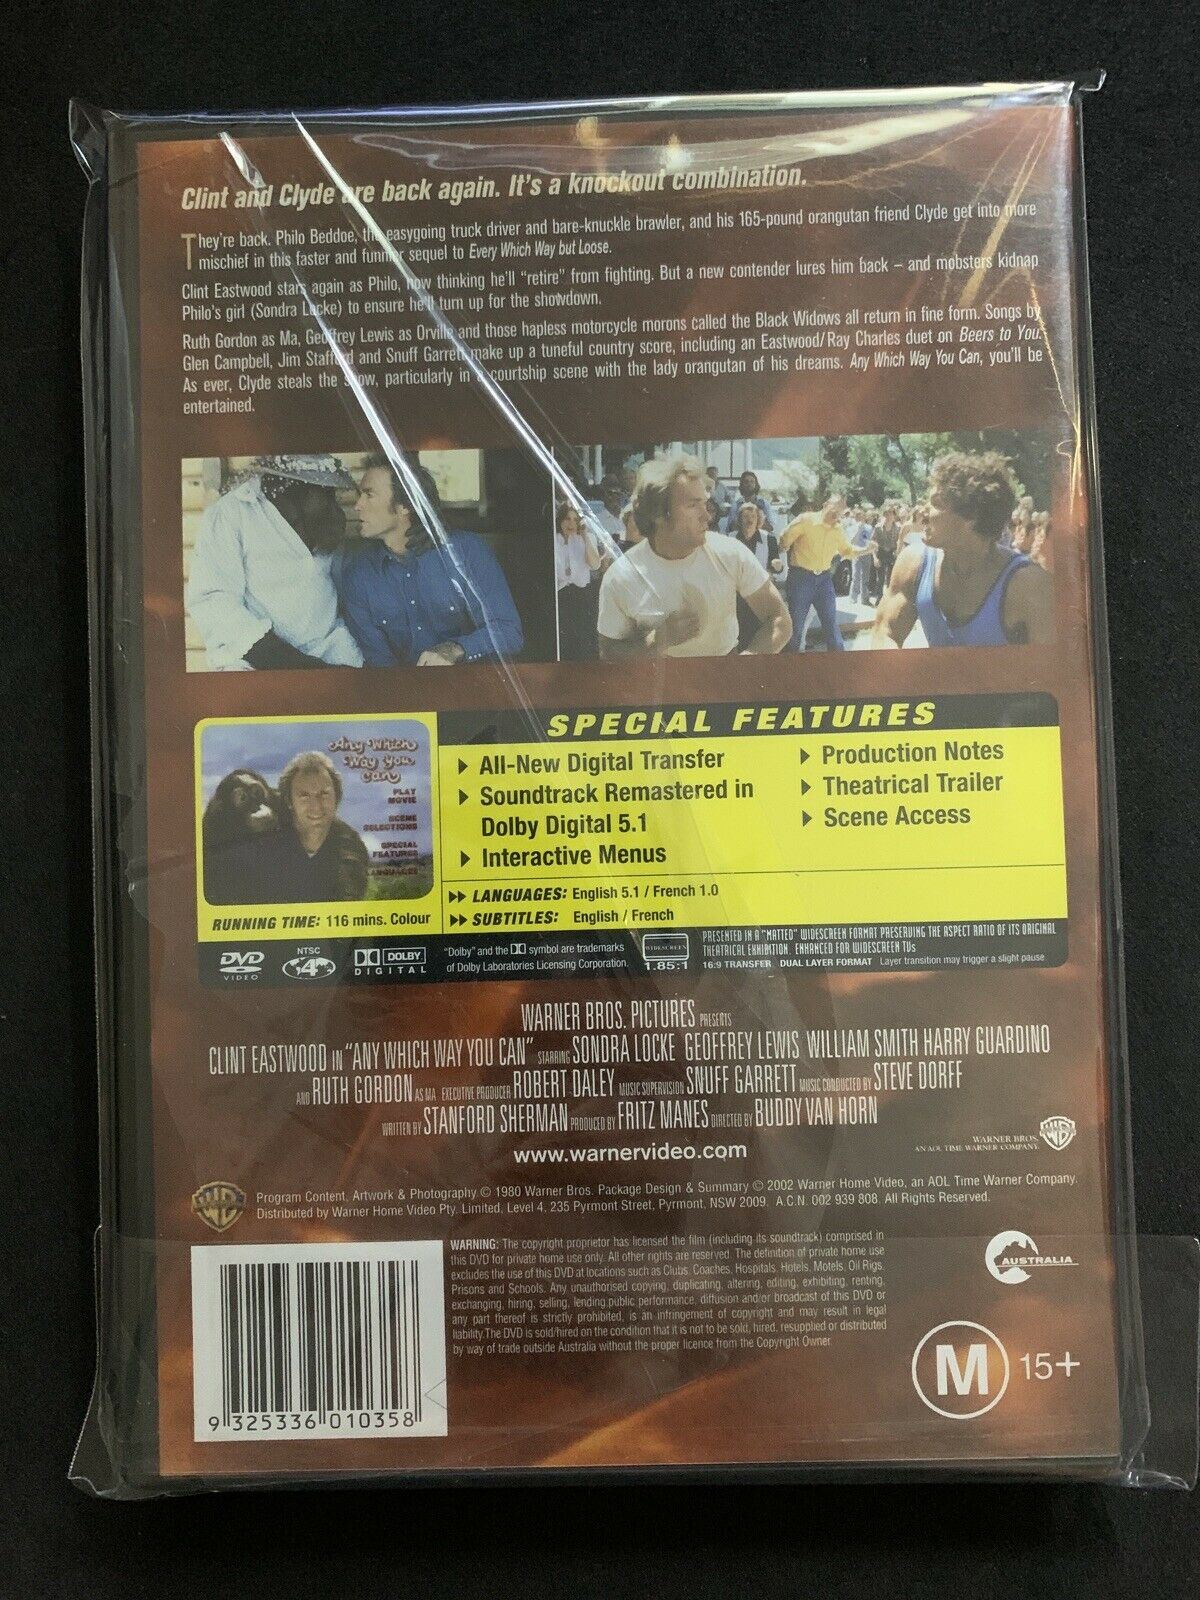 Clint and Clyde are back again. It's a knockout combination.
They're back. Philo Beddoe, the easygoing truck driver and bare-knuckle brawler, and his 165-pound orangutan friend Clyde get into more
mischief in this faster and funnier sequel to Every Which Way but Loose.
Clint Eastwood stars again as Philo, now thinking he'll "retire" from fighting. But a new contender lures him back – and mobsters kidnap
Philo's girl (Sondra Locke) to ensure he'll turn up for the showdown.
Ruth Gordon as Ma, Geoffrey Lewis as Orville and those hapless motorcycle morons called the Black Widows all return in fine form. Songs by
Glen Campbell, Jim Stafford and Snuff Garrett make up a tuneful country score, including an Eastwood/Ray Charles duet on Beers to You.
As ever, Clyde steals the show, particularly in a courtship scene with the lady orangutan of his dreams. Any Which Way You Can, you'll be
entertained.
SPECIAL FEATURES
Any Which
Way You
Can
PLAY
MOVIE
SCENE
SELECTIONS
SPECIAL
FEATURES
LANGUAGES
All-New Digital Transfer
Soundtrack Remastered in
Dolby Digital 5.1
Interactive Menus
Production Notes
Theatrical Trailer
Scene Access
RUNNING TIME: 116 mins. Colour
LANGUAGES: English 5.1 / French 1.0
SUBTITLES: English / French
DVD
VIDEO
NTSC
4
DOLBY
DIGITAL
"Dolby" and the DD symbol are trademarks
of Dolby Laboratories Licensing Corporation.
WIDESCREEN
1.85:1
PRESENTED IN A "MATTED" WIDESCREEN FORMAT PRESERVING THE ASPECT RATIO OF ITS ORIGINAL
THEATRICAL EXHIBITION. ENHANCED FOR WIDESCREEN TVs
16:9 TRANSFER DUAL LAYER FORMAT Layer transition may trigger a slight pause
WARNER BROS. PICTURES PRESENTS
CLINT EASTWOOD IN "ANY WHICH WAY YOU CAN" STARRING SONDRA LOCKE GEOFFREY LEWIS WILLIAM SMITH HARRY GUARDINO
AND RUTH GORDON AS MA EXECUTIVE PRODUCER ROBERT DALEY MUSIC SUPERVISION SNUFF GARRETT MUSIC CONDUCTED BY STEVE DORFF
WRITTEN BY STANFORD SHERMAN PRODUCED BY FRITZ MANES DIRECTED BY BUDDY VAN HORN
www.warnervideo.com
WARNER BROS.
AN AOL TIME WARNER COMPANY
Program Content, Artwork & Photography © 1980 Warner Bros. Package Design & Summary © 2002 Warner Home Video, an AOL Time Warner Company.
Distributed by Warner Home Video Pty. Limited, Level 4, 235 Pyrmont Street, Pyrmont, NSW 2009. A.C.N. 002 939 808. All Rights Reserved.
WARNING: The copyright proprietor has licensed the film (including its soundtrack) comprised in
this DVD for private home use only. All other rights are reserved. The definition of private home use
excludes the use of this DVD at locations such as Clubs, Coaches, Hospitals, Hotels, Motels, Oil Rigs,
Prisons and Schools. Any unauthorised copying, duplicating, altering, editing, exhibiting, renting,
exchanging, hiring, selling, lending public performance, diffusion and/or broadcast of this DVD or
any part thereof is strictly prohibited, is an infringement of copyright and may result in legal
liability. The DVD is sold/hired on the condition that it is not to be sold, hired, resupplied or distributed
by way of trade outside Australia without the proper licence from the Copyright Owner.
AUSTRALIA
M 15+
9 325336 010358